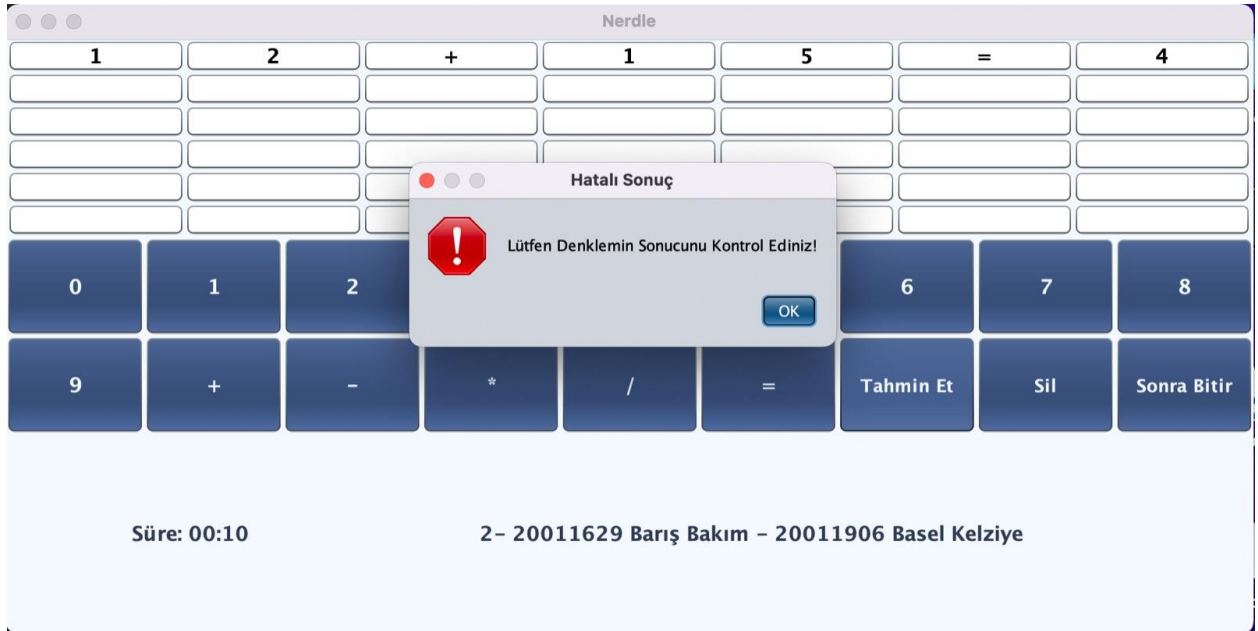 Nerdle
1 2 + 1 5 = 4
Hatalı Sonuç
Lütfen Denklemin Sonucunu Kontrol Ediniz!
OK
0 1 2 6 7 8
9 + - * / = Tahmin Et Sil Sonra Bitir
Süre: 00:10 2- 20011629 Barış Bakım - 20011906 Basel Kelziye